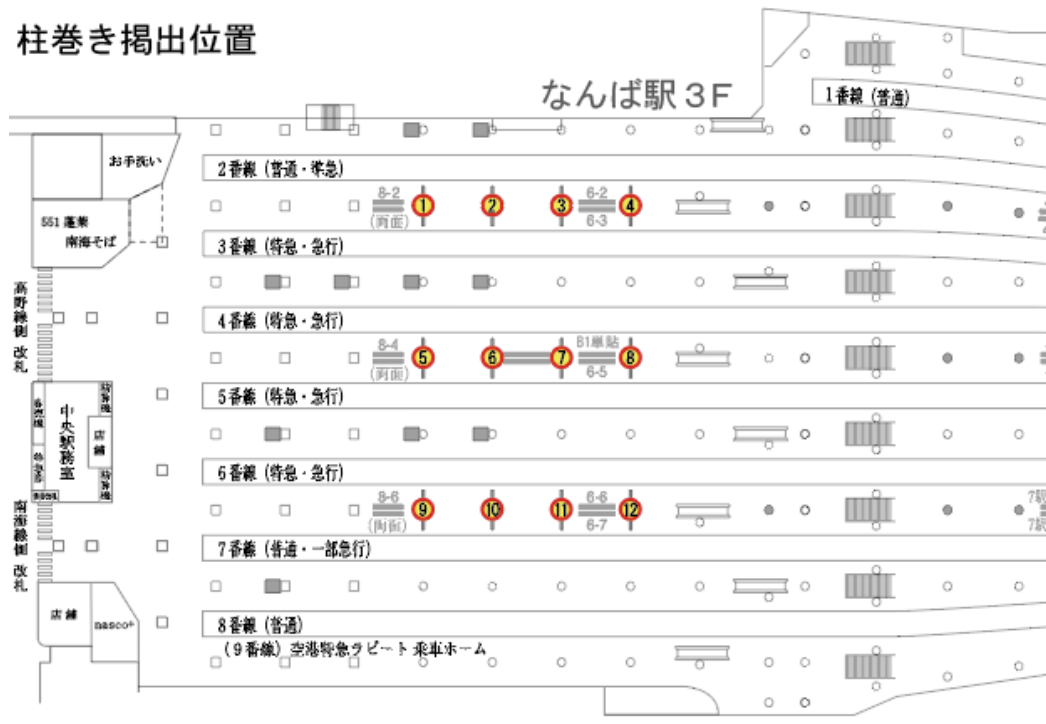 柱巻き掲出位置
なんば駅3F
1番線(普通)
お手洗い
2番線(普通・準急)
8-2
(両面)
①
②
③
6-2
6-3
④
551蓬莱
南海そば
3番線(特急・急行)
高野線側 改札
4番線(特急・急行)
8-4
(両面)
⑤
⑥
⑦
B1単貼
6-5
⑧
5番線(特急・急行)
中央駅務室
店舗
6番線(特急・急行)
8-6
(両面)
⑨
⑩
⑪
6-6
6-7
⑫
南海線側 改札
7番線(普通・一部急行)
店舗
nasco+
8番線(普通)
(9番線)空港特急ラピート乗車ホーム